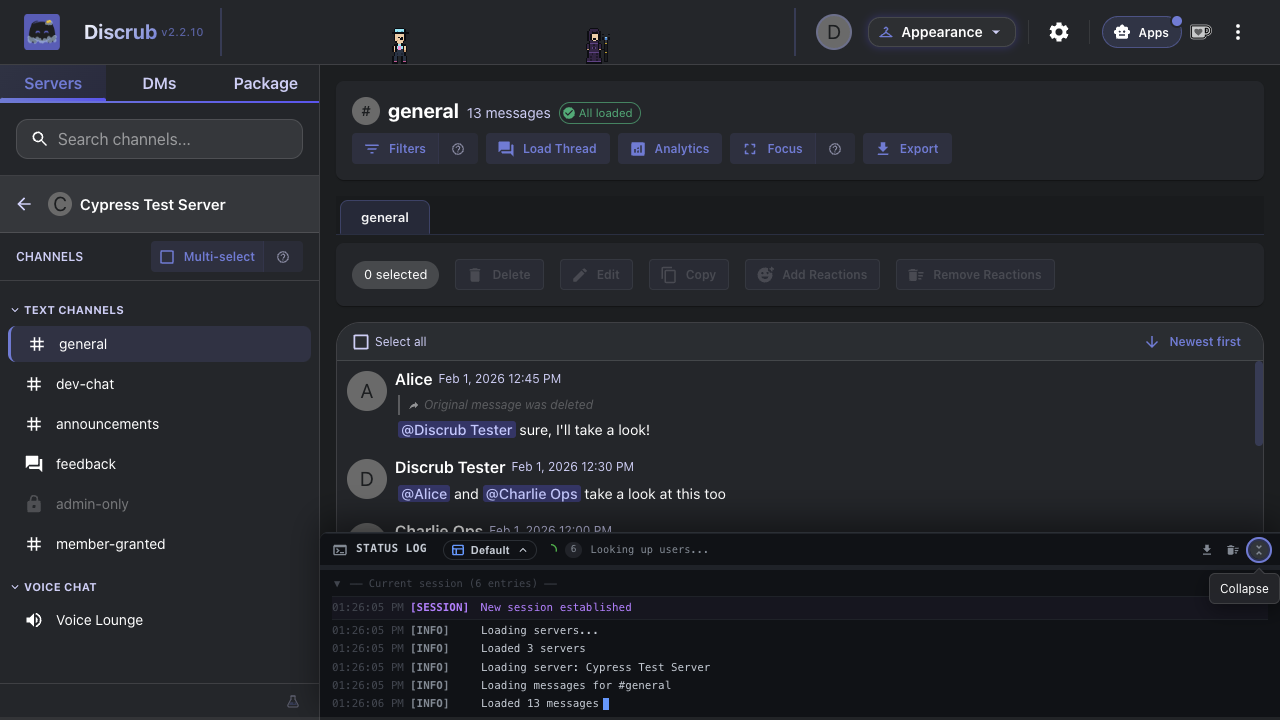 Discrub v2.2.10
D
Appearance
Apps
Servers
DMs
Package
Search channels...
C
Cypress Test Server
CHANNELS
Multi-select
TEXT CHANNELS
general
dev-chat
announcements
feedback
admin-only
member-granted
VOICE CHAT
Voice Lounge
# general 13 messages All loaded
Filters
Load Thread
Analytics
Focus
Export
general
0 selected
Delete
Edit
Copy
Add Reactions
Remove Reactions
Select all
Newest first
A
Alice Feb 1, 2026 12:45 PM
Original message was deleted
@Discrub Tester sure, I'll take a look!
D
Discrub Tester Feb 1, 2026 12:30 PM
@Alice and @Charlie Ops take a look at this too
Charlie Ops Feb 1, 2026 12:00 PM
STATUS LOG
Default
6
Looking up users...
Collapse
▼ —— Current session (6 entries) ——
01:26:05 PM [SESSION] New session established
01:26:05 PM [INFO] Loading servers...
01:26:05 PM [INFO] Loaded 3 servers
01:26:05 PM [INFO] Loading server: Cypress Test Server
01:26:05 PM [INFO] Loading messages for #general
01:26:06 PM [INFO] Loaded 13 messages